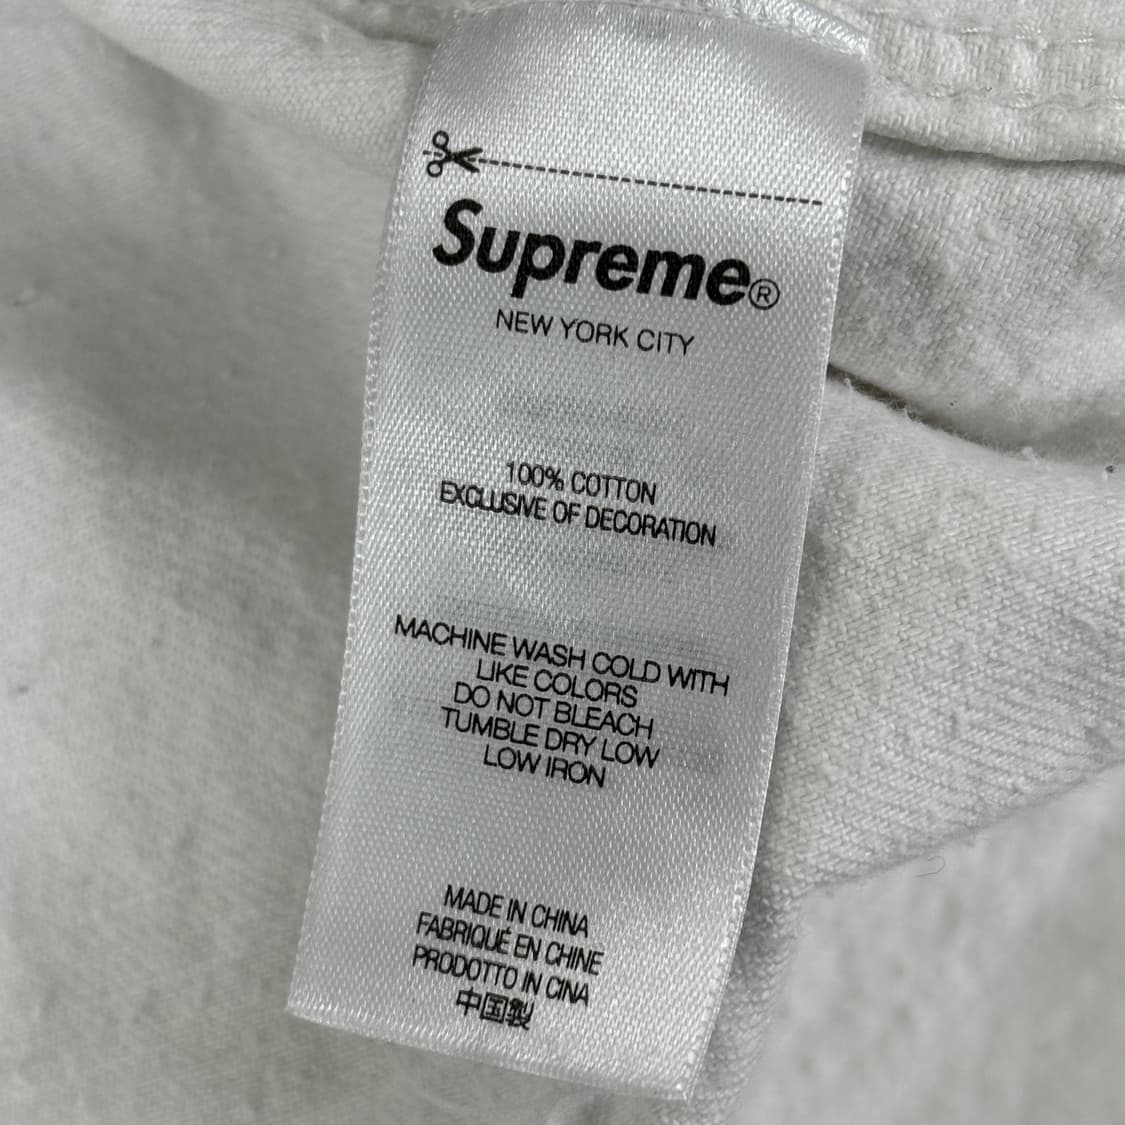 Supreme®
NEW YORK CITY
100% COTTON
EXCLUSIVE OF DECORATION
MACHINE WASH COLD WITH
LIKE COLORS
DO NOT BLEACH
TUMBLE DRY LOW
LOW IRON
MADE IN CHINA
FABRIQUÉ EN CHINE
PRODOTTO IN CINA
中国製